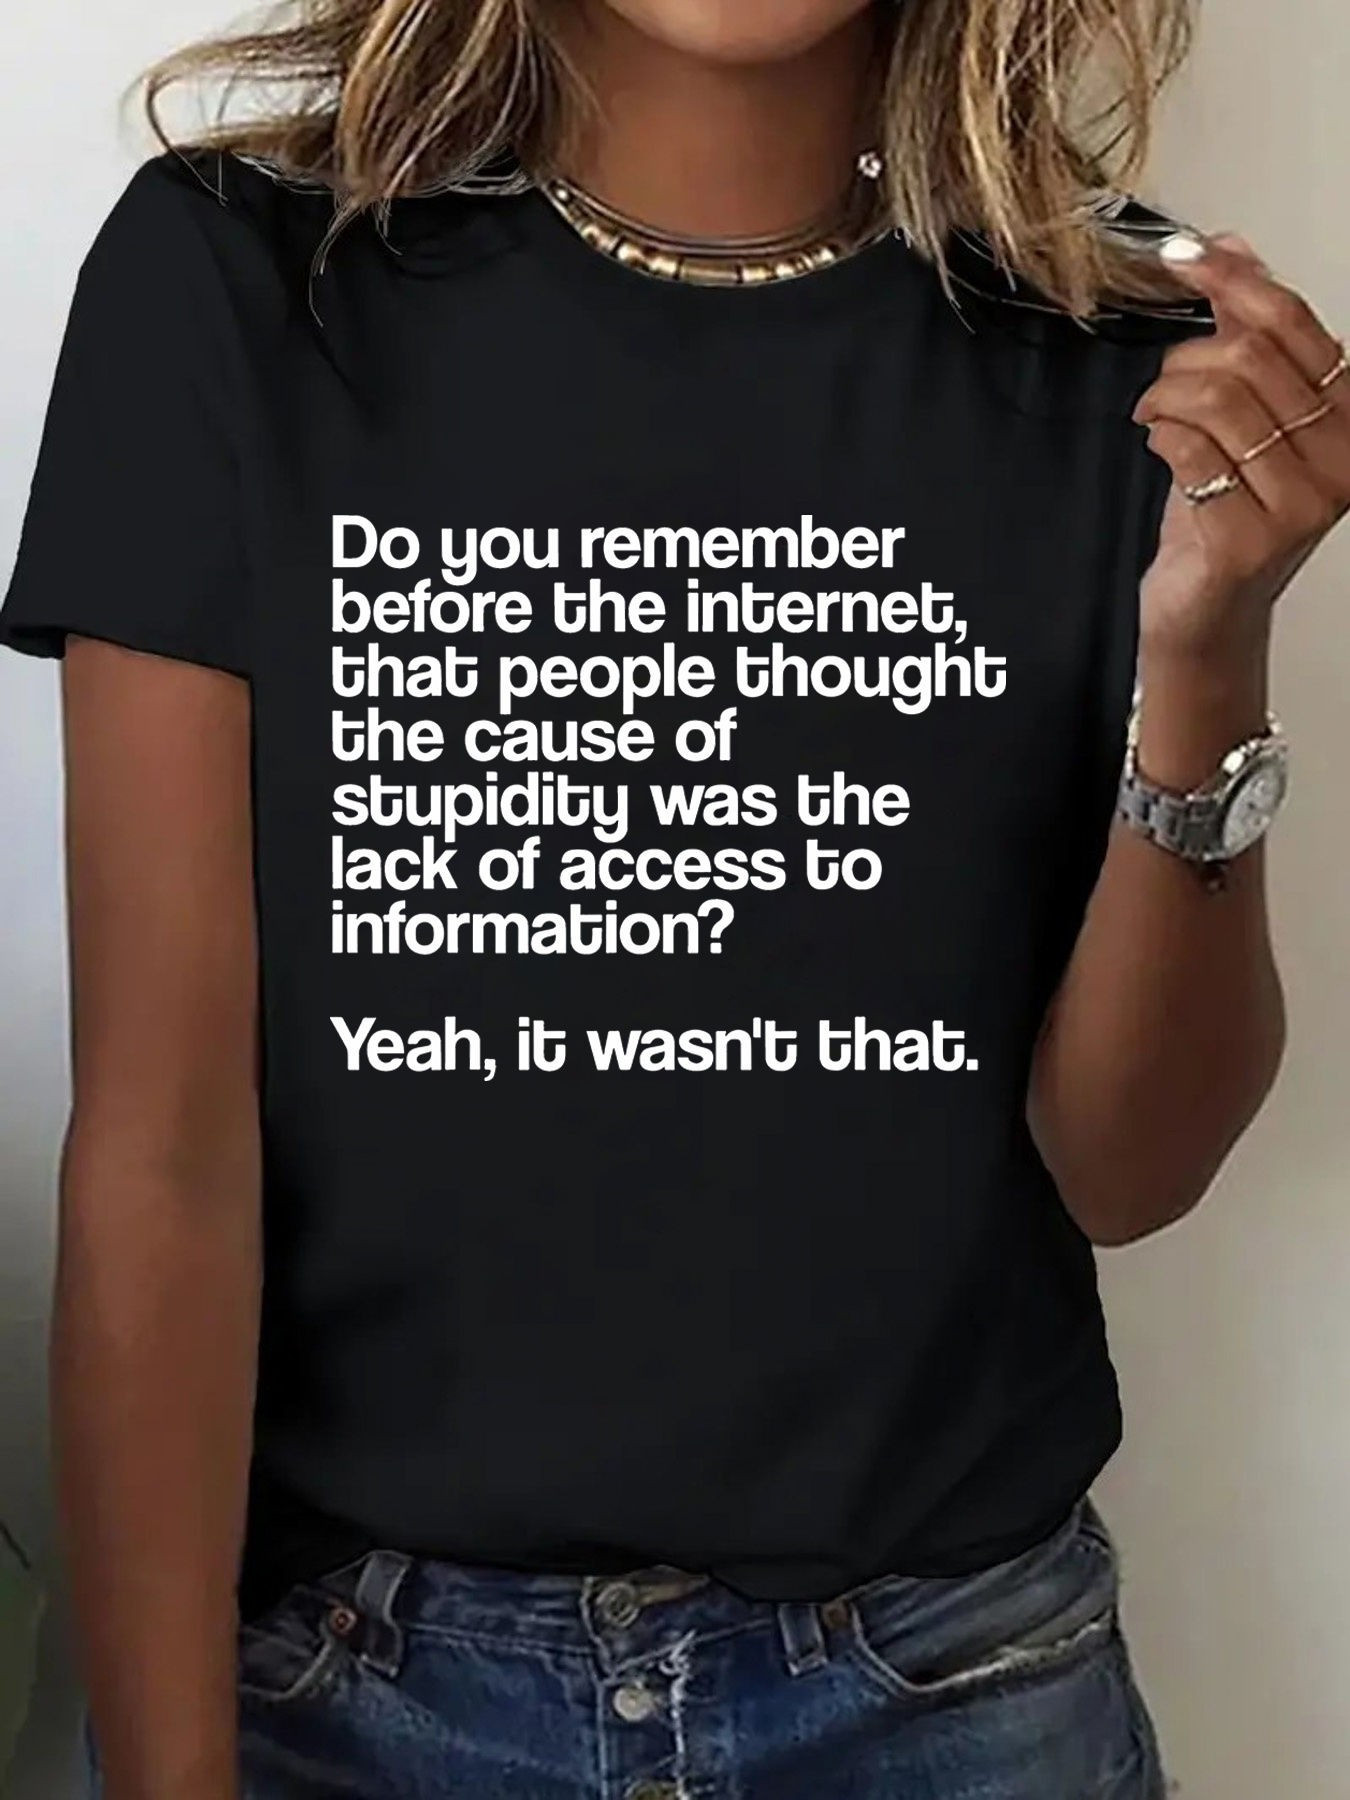 Do you remember
before the internet,
that people thought
the cause of
stupidity was the
lack of access to
information?
Yeah, it wasn't that.